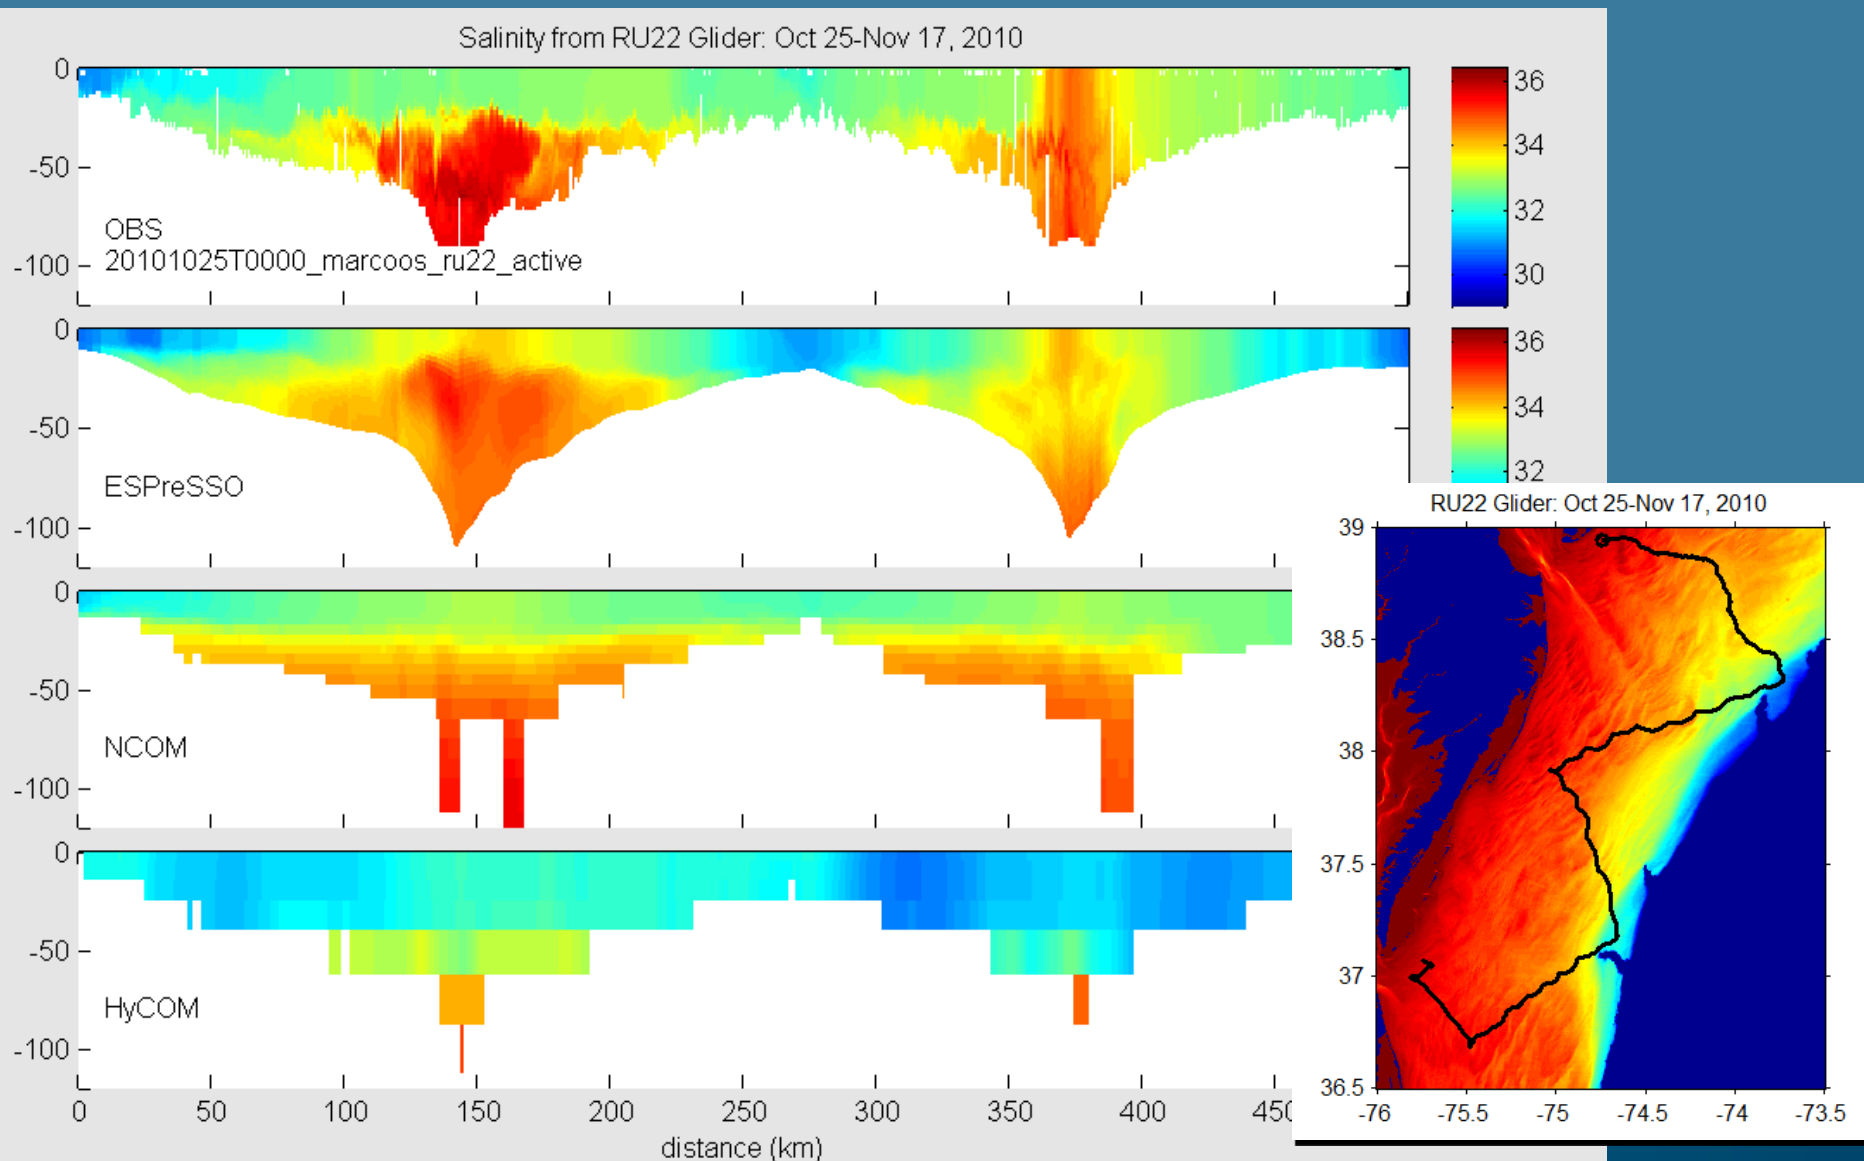 Salinity from RU22 Glider: Oct 25-Nov 17, 2010
0
-50
-100
OBS
20101025T0000_marcoos_ru22_active
36
34
32
30
0
-50
-100
ESPreSSO
36
34
32
0
-50
-100
NCOM
0
-50
-100
HyCOM
0 50 100 150 200 250 300 350 400 450
distance (km)
RU22 Glider: Oct 25-Nov 17, 2010
39
38.5
38
37.5
37
36.5
-76 -75.5 -75 -74.5 -74 -73.5